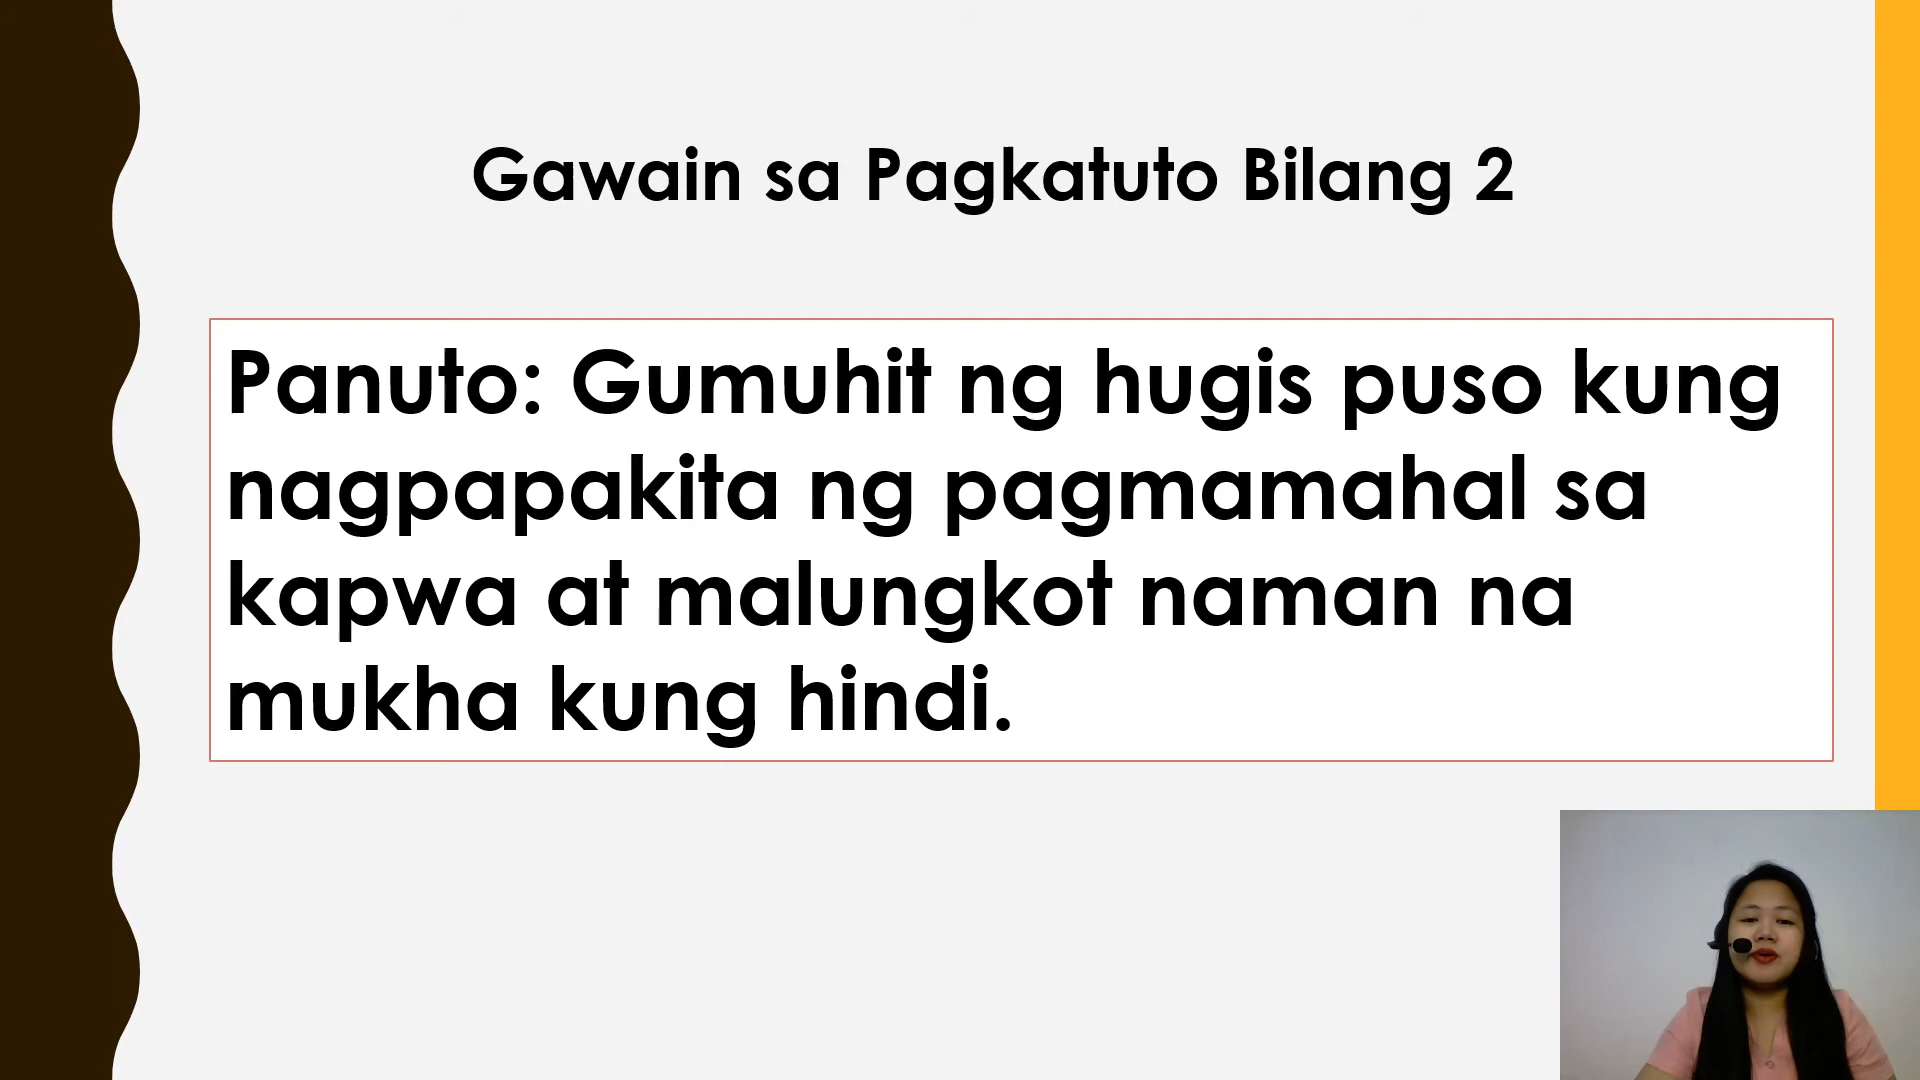 Gawain sa Pagkatuto Bilang 2
Panuto: Gumuhit ng hugis puso kung
nagpapakita ng pagmamahal sa
kapwa at malungkot naman na
mukha kung hindi.